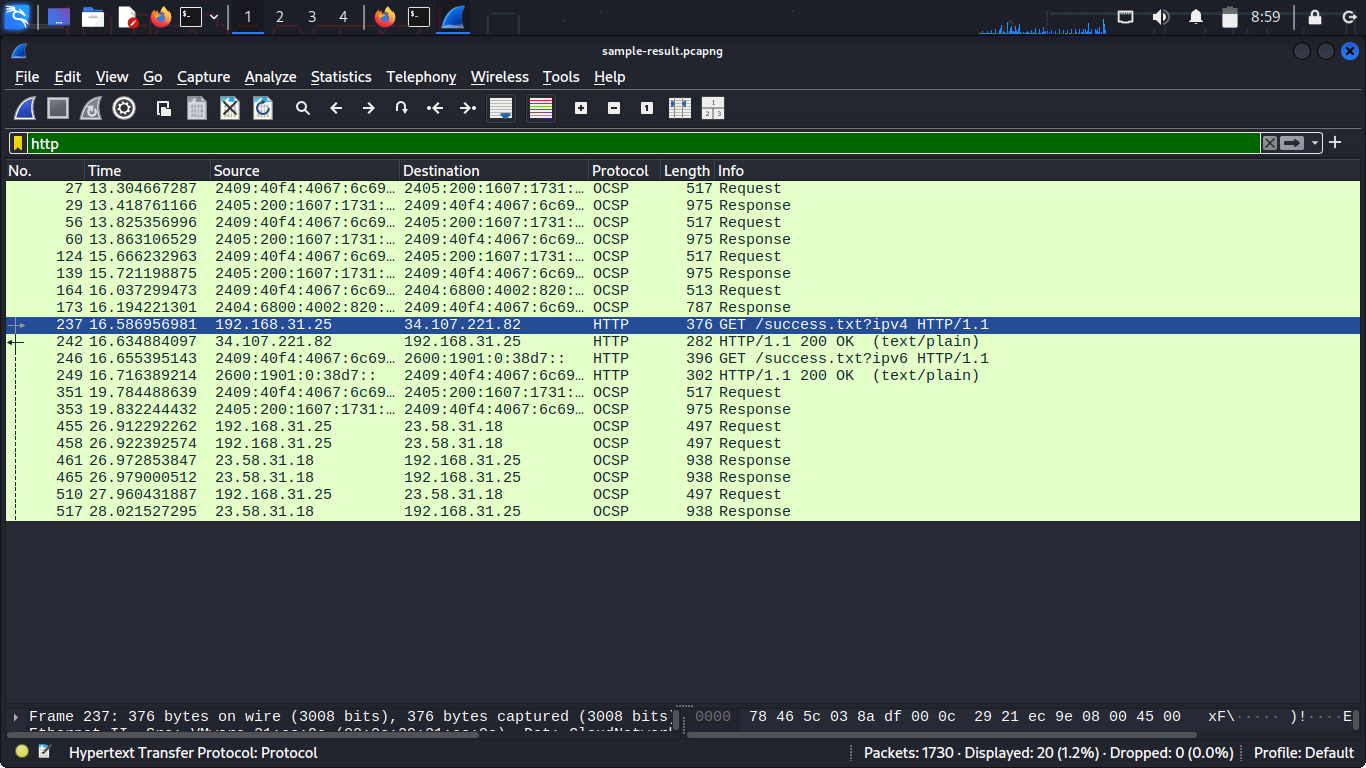 1 2 3 4 8:59
sample-result.pcapng
File Edit View Go Capture Analyze Statistics Telephony Wireless Tools Help
http
No. Time Source Destination Protocol Length Info
27 13.304667287 2409:40f4:4067:6c69… 2405:200:1607:1731:… OCSP 517 Request
29 13.418761166 2405:200:1607:1731:… 2409:40f4:4067:6c69… OCSP 975 Response
56 13.825356996 2409:40f4:4067:6c69… 2405:200:1607:1731:… OCSP 517 Request
60 13.863106529 2405:200:1607:1731:… 2409:40f4:4067:6c69… OCSP 975 Response
124 15.666232963 2409:40f4:4067:6c69… 2405:200:1607:1731:… OCSP 517 Request
139 15.721198875 2405:200:1607:1731:… 2409:40f4:4067:6c69… OCSP 975 Response
164 16.037299473 2409:40f4:4067:6c69… 2404:6800:4002:820:… OCSP 513 Request
173 16.194221301 2404:6800:4002:820:… 2409:40f4:4067:6c69… OCSP 787 Response
237 16.586956981 192.168.31.25 34.107.221.82 HTTP 376 GET /success.txt?ipv4 HTTP/1.1
242 16.634884097 34.107.221.82 192.168.31.25 HTTP 282 HTTP/1.1 200 OK (text/plain)
246 16.655395143 2409:40f4:4067:6c69… 2600:1901:0:38d7:: HTTP 396 GET /success.txt?ipv6 HTTP/1.1
249 16.716389214 2600:1901:0:38d7:: 2409:40f4:4067:6c69… HTTP 302 HTTP/1.1 200 OK (text/plain)
351 19.784488639 2409:40f4:4067:6c69… 2405:200:1607:1731:… OCSP 517 Request
353 19.832244432 2405:200:1607:1731:… 2409:40f4:4067:6c69… OCSP 975 Response
455 26.912292262 192.168.31.25 23.58.31.18 OCSP 497 Request
458 26.922392574 192.168.31.25 23.58.31.18 OCSP 497 Request
461 26.972853847 23.58.31.18 192.168.31.25 OCSP 938 Response
465 26.979000512 23.58.31.18 192.168.31.25 OCSP 938 Response
510 27.960431887 192.168.31.25 23.58.31.18 OCSP 497 Request
517 28.021527295 23.58.31.18 192.168.31.25 OCSP 938 Response
Frame 237: 376 bytes on wire (3008 bits), 376 bytes captured (3008 bits 0000 78 46 5c 03 8a df 00 0c 29 21 ec 9e 08 00 45 00 xF\····· )!····E
Hypertext Transfer Protocol: Protocol Packets: 1730 · Displayed: 20 (1.2%) · Dropped: 0 (0.0%) Profile: Default